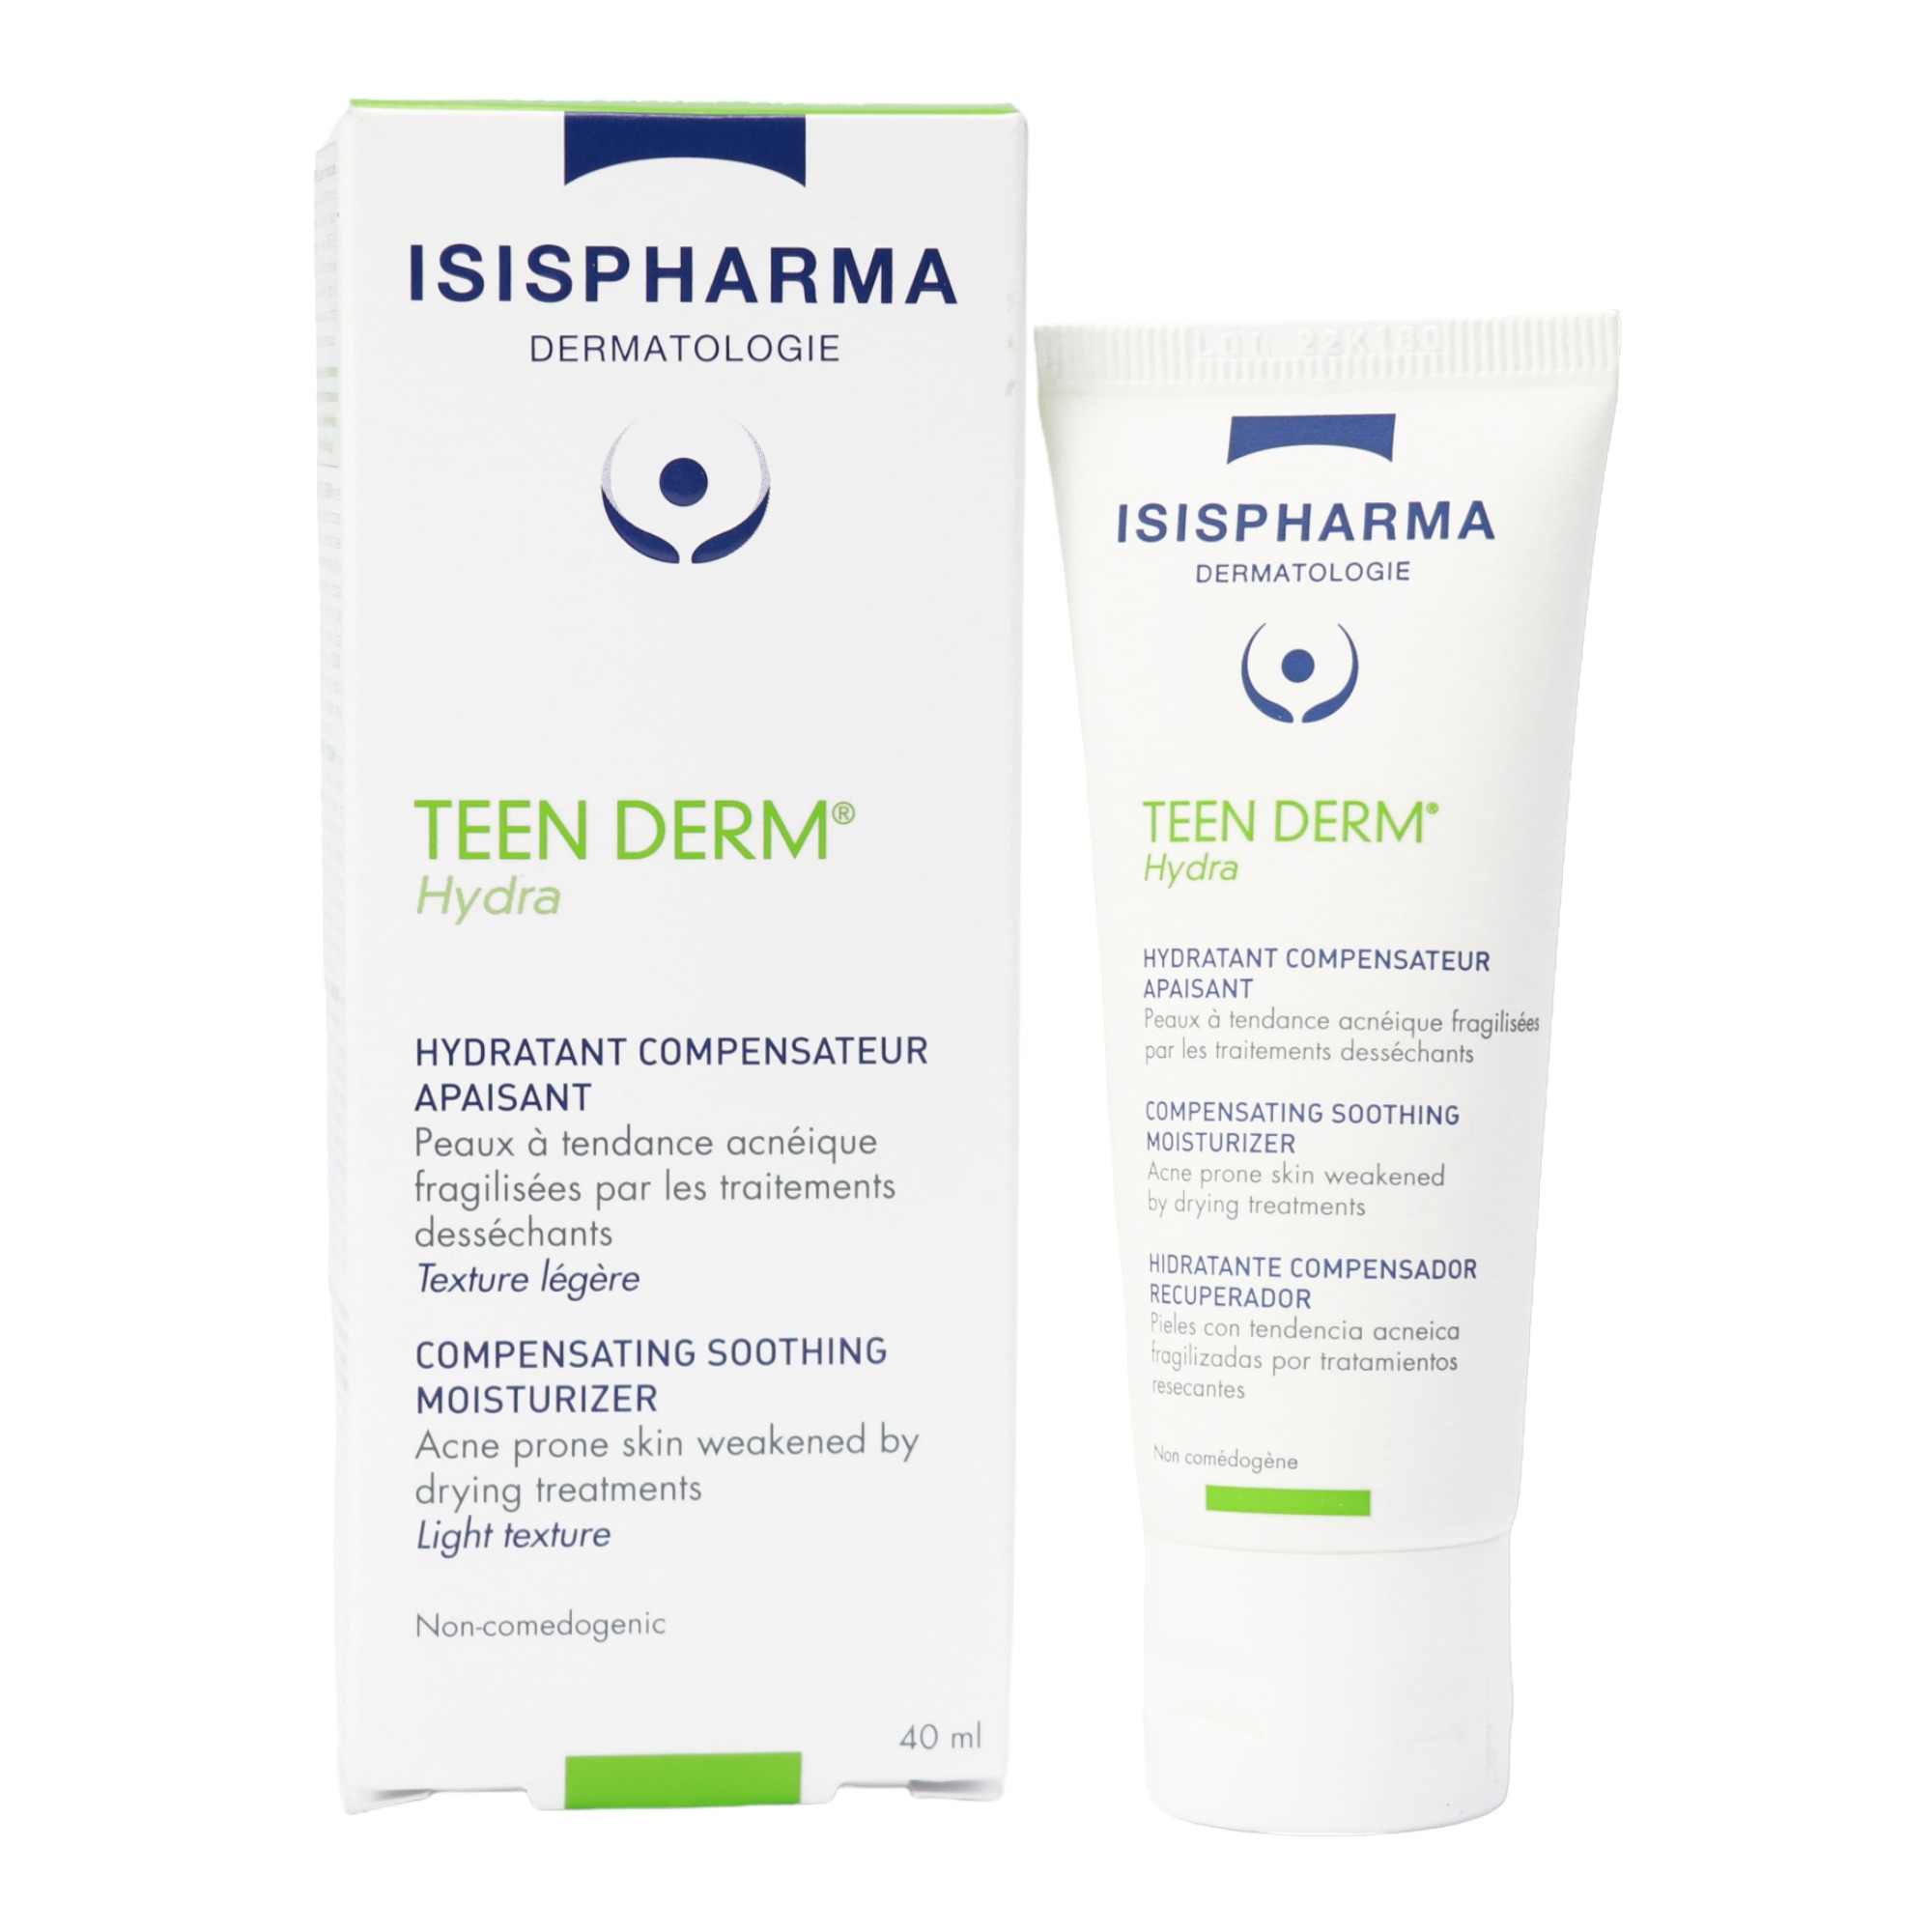 ISISPHARMA
DERMATOLOGIE
TEEN DERM®
Hydra
HYDRATANT COMPENSATEUR
APAISANT
Peaux à tendance acnéique
fragilisées par les traitements
desséchants
Texture légère
COMPENSATING SOOTHING
MOISTURIZER
Acne prone skin weakened by
drying treatments
Light texture
Non-comedogenic
40 ml
ISISPHARMA
DERMATOLOGIE
TEEN DERM®
Hydra
HYDRATANT COMPENSATEUR
APAISANT
Peaux à tendance acnéique fragilisées
par les traitements desséchants
COMPENSATING SOOTHING
MOISTURIZER
Acne prone skin weakened
by drying treatments
HIDRATANTE COMPENSADOR
RECUPERADOR
Pieles con tendencia acneica
fragilizadas por tratamientos
resecantes
Non comédogène